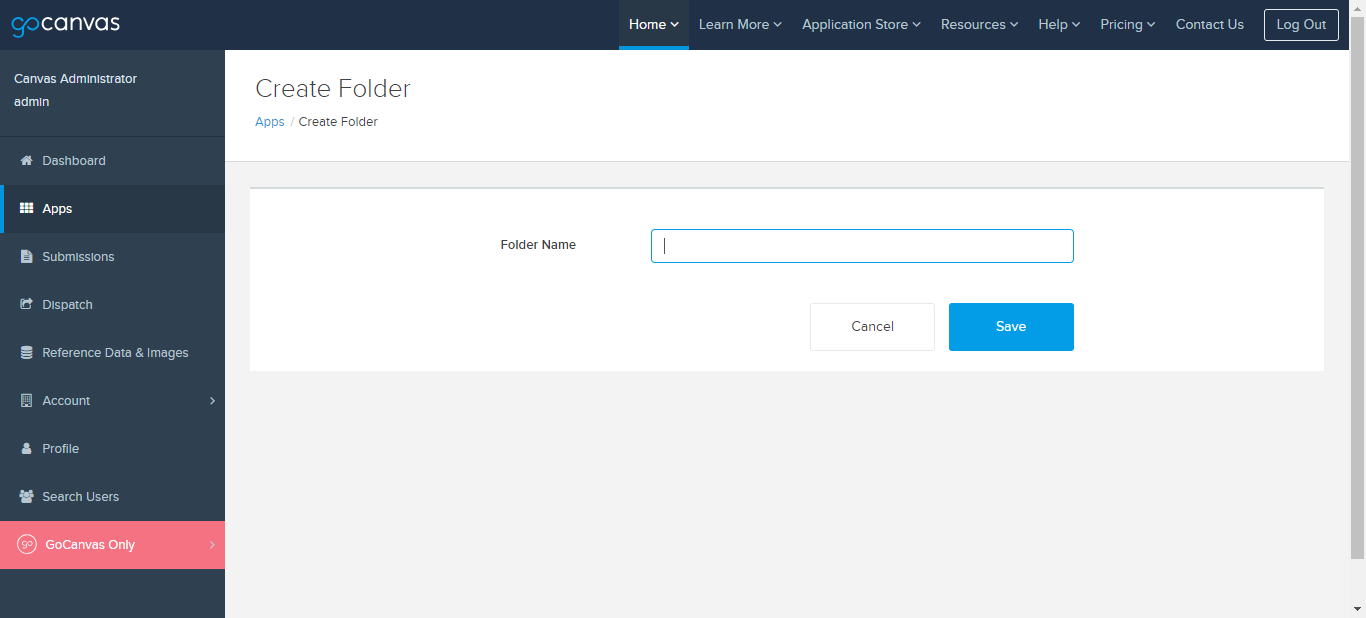 gocanvas
Home Learn More Application Store Resources Help Pricing Contact Us Log Out
Canvas Administrator
admin
Dashboard
Apps
Submissions
Dispatch
Reference Data & Images
Account
Profile
Search Users
go GoCanvas Only
Create Folder
Apps / Create Folder
Folder Name
Cancel Save